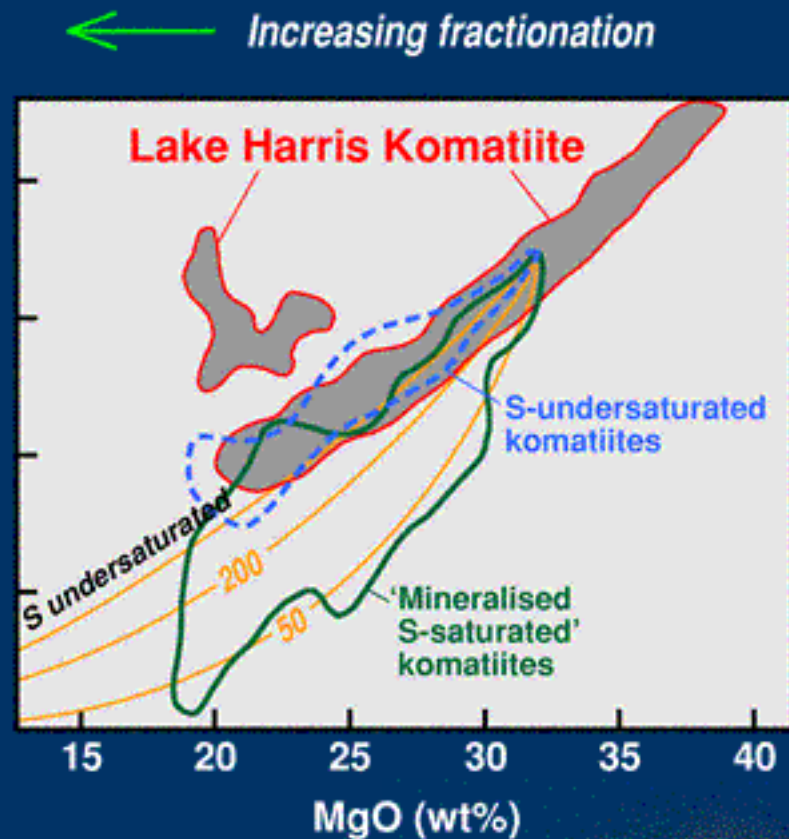 Increasing fractionation
Lake Harris Komatiite
S-undersaturated
komatiites
S undersaturated
200
50
'Mineralised
S-saturated'
komatiites
15 20 25 30 35 40
MgO (wt%)